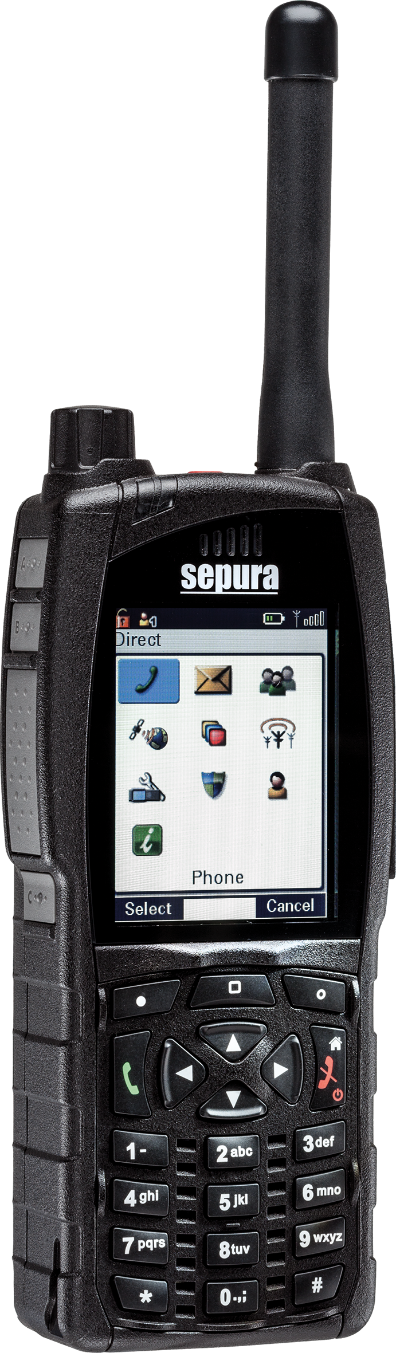 sepura
Direct
i
Phone
Select Cancel
1-
2abc
3def
4ghi
5jkl
6mno
7pqrs
8tuv
9wxyz
*
0.,;
#